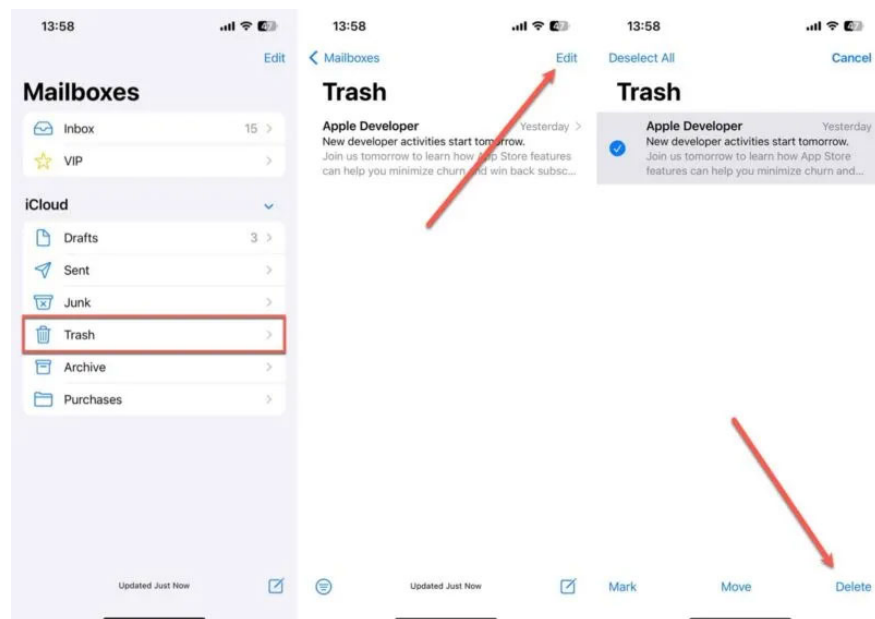 13:58
47
Edit
Mailboxes
Inbox
15
VIP
iCloud
Drafts
3
Sent
Junk
Trash
Archive
Purchases
Updated Just Now
13:58
47
Mailboxes
Edit
Trash
Apple Developer
Yesterday
New developer activities start tomorrow.
Join us tomorrow to learn how App Store features
can help you minimize churn and win back subsc...
Updated Just Now
13:58
47
Deselect All
Cancel
Trash
Apple Developer
Yesterday
New developer activities start tomorrow.
Join us tomorrow to learn how App Store
features can help you minimize churn and...
Mark
Move
Delete